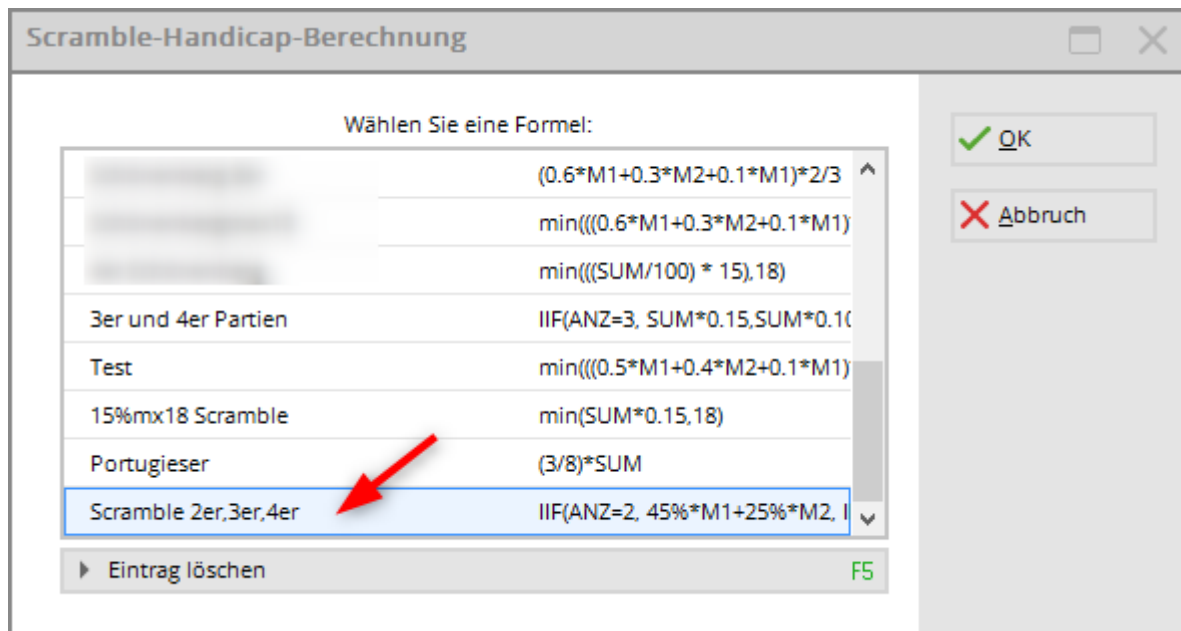 Scramble-Handicap-Berechnung
Wählen Sie eine Formel:
(0.6*M1+0.3*M2+0.1*M1)*2/3
min(((0.6*M1+0.3*M2+0.1*M1)
min(((SUM/100) * 15),18)
3er und 4er Partien IIF(ANZ=3, SUM*0.15,SUM*0.10
Test min(((0.5*M1+0.4*M2+0.1*M1)
15%mx18 Scramble min(SUM*0.15,18)
Portugieser (3/8)*SUM
Scramble 2er,3er,4er IIF(ANZ=2, 45%*M1+25%*M2, I
Eintrag löschen F5
OK
Abbruch